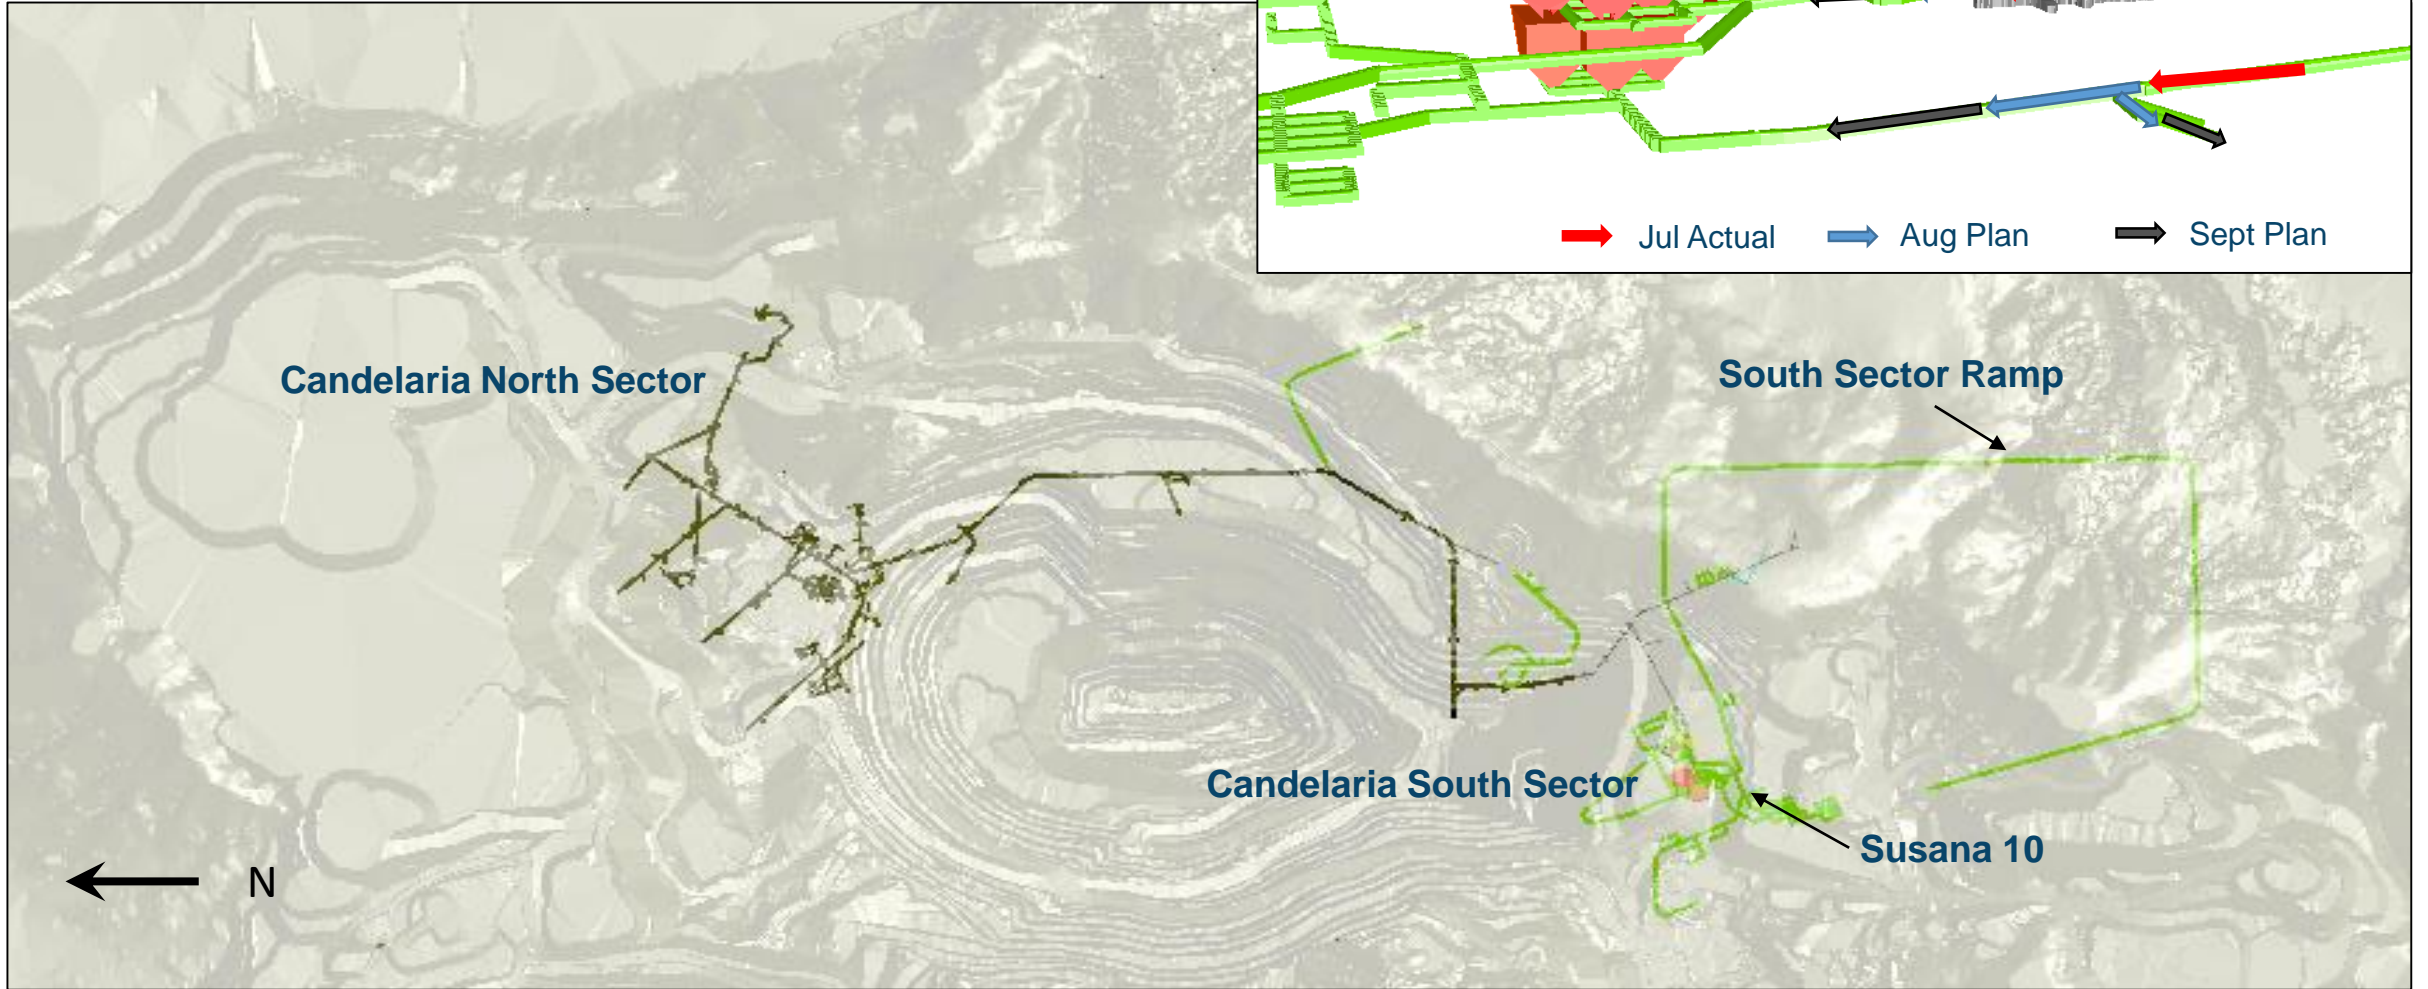 Jul Actual
Aug Plan
Sept Plan
Candelaria North Sector
South Sector Ramp
Candelaria South Sector
Susana 10
N